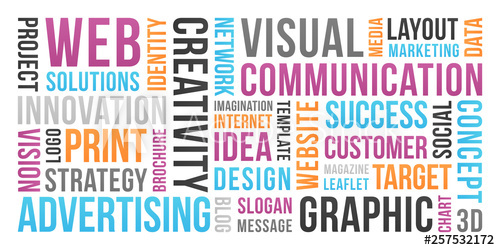 PROJECT
WEB
SOLUTIONS
IDENTITY
CREATIVITY
NETWORK
VISUAL
MEDIA
LAYOUT
MARKETING
DATA
COMMUNICATION
INNOVATION
VISION
LOGO
PRINT
BROCHURE
STRATEGY
ADVERTISING
IMAGINATION
INTERNET
IDEA
DESIGN
TEMPLATE
WEBSITE
SUCCESS
CUSTOMER
SOCIAL
CONCEPT
MAGAZINE
LEAFLET
TARGET
BLOG
SLOGAN
MESSAGE
GRAPHIC
CHART
3D
#257532172